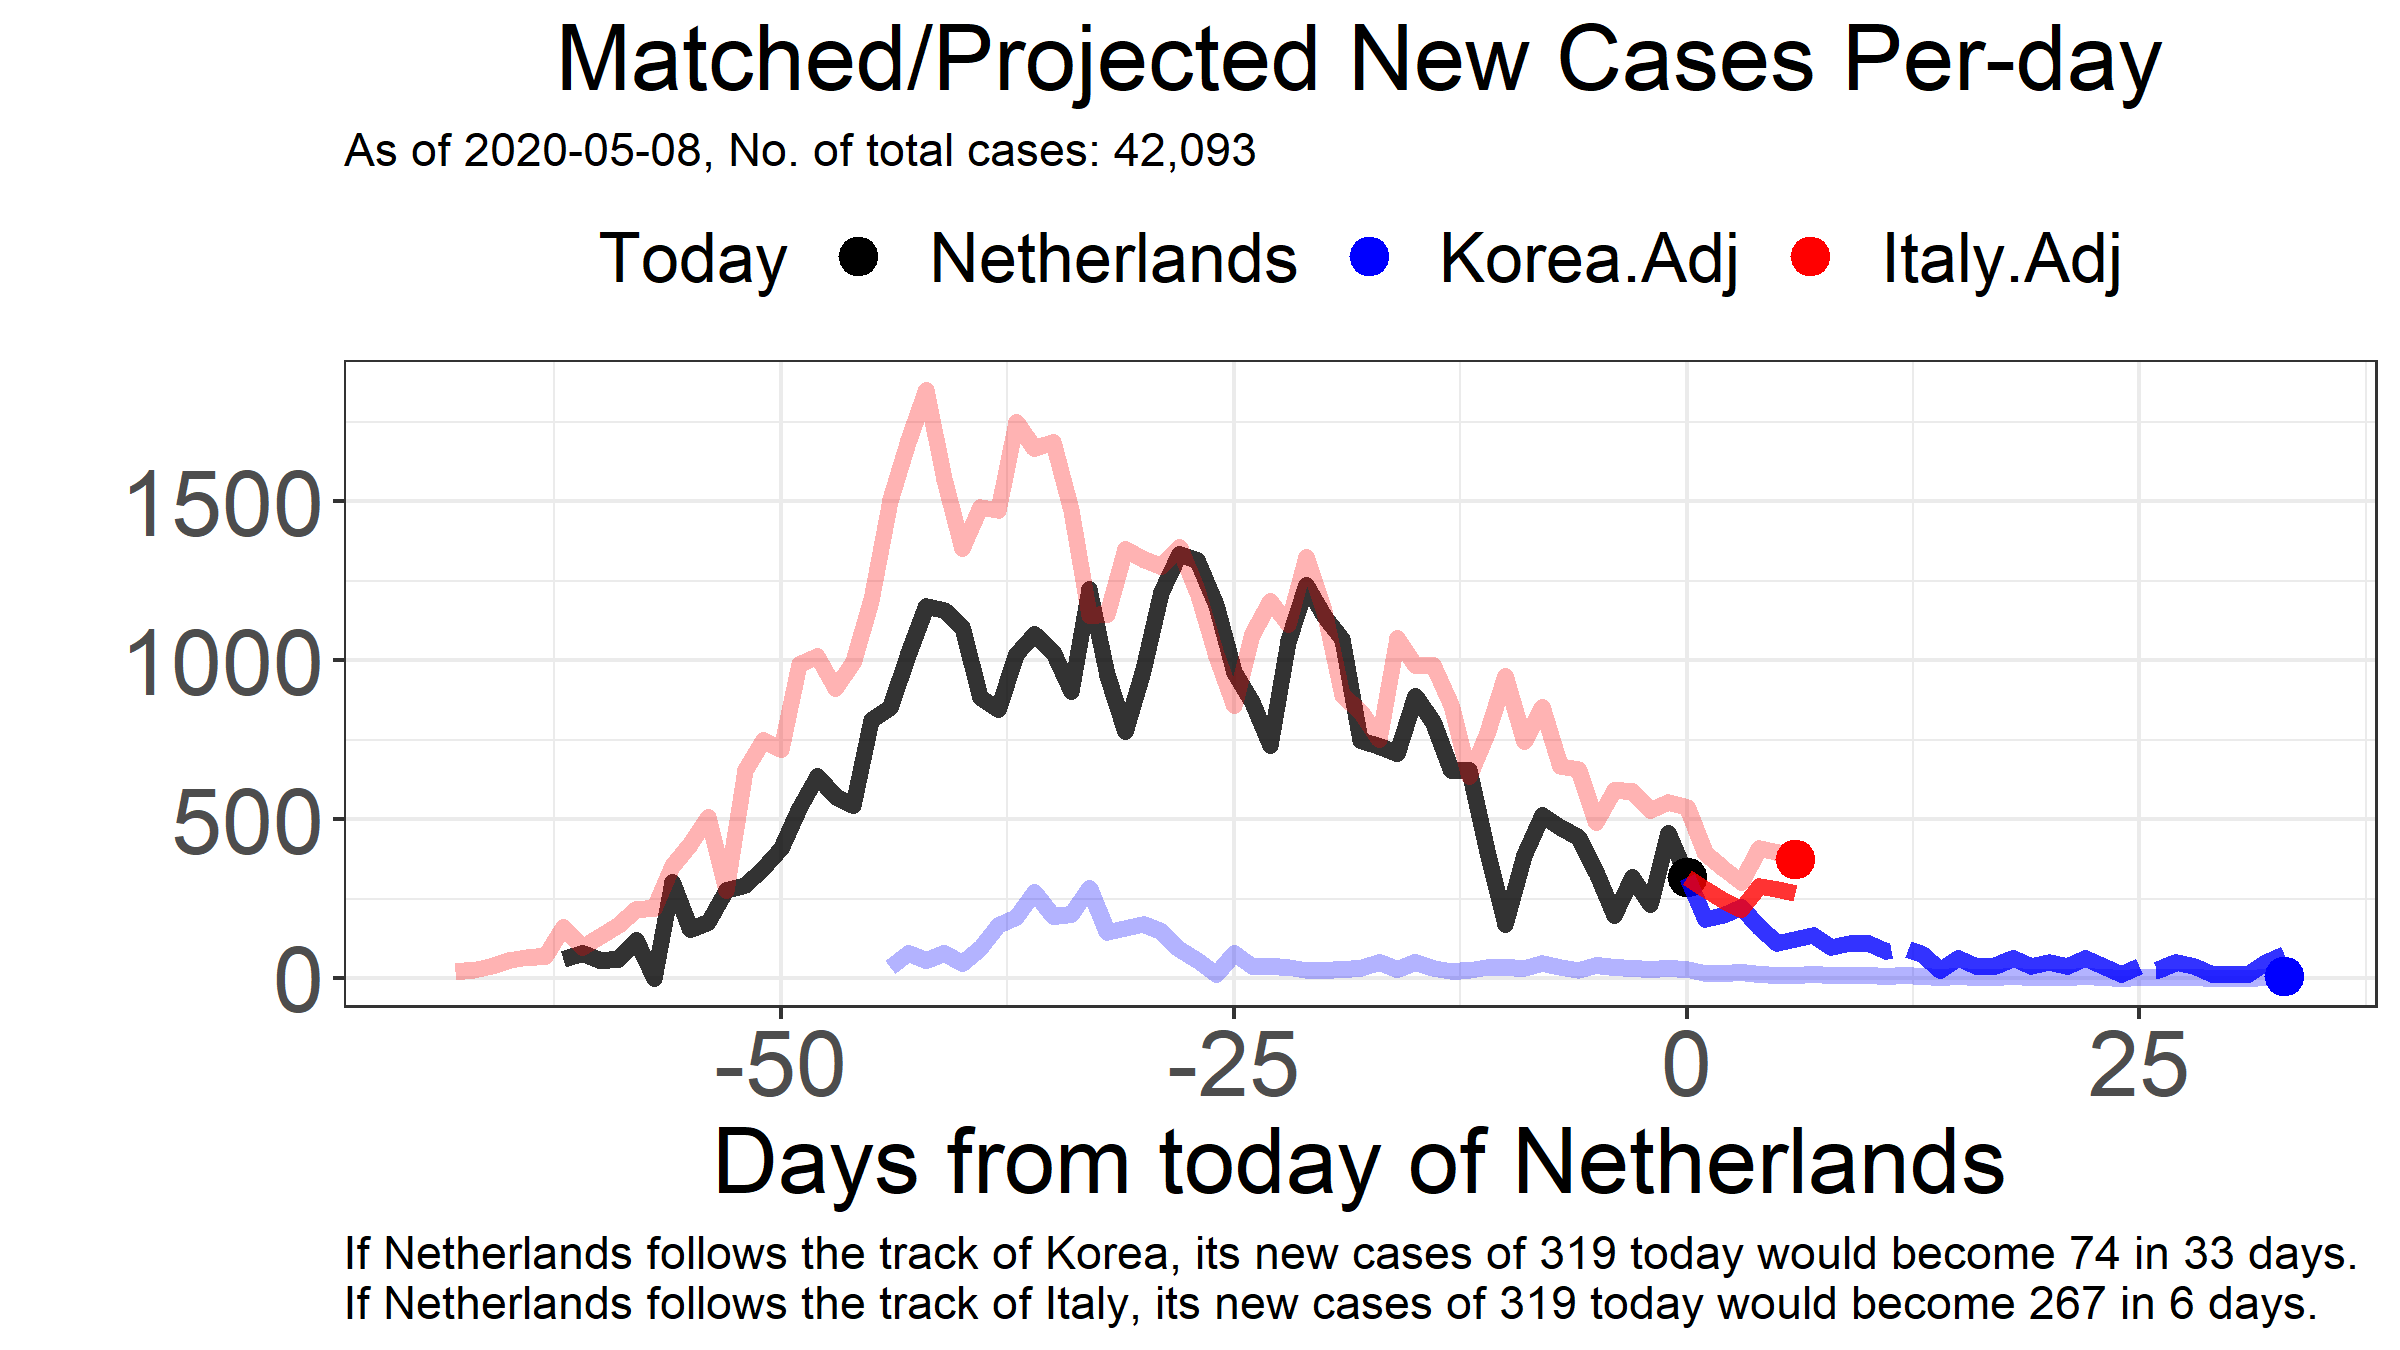 Matched/Projected New Cases Per-day
As of 2020-05-08, No. of total cases: 42,093
Today Netherlands Korea.Adj Italy.Adj
1500
1000
500
0
-50 -25 0 25
Days from today of Netherlands
If Netherlands follows the track of Korea, its new cases of 319 today would become 74 in 33 days.
If Netherlands follows the track of Italy, its new cases of 319 today would become 267 in 6 days.